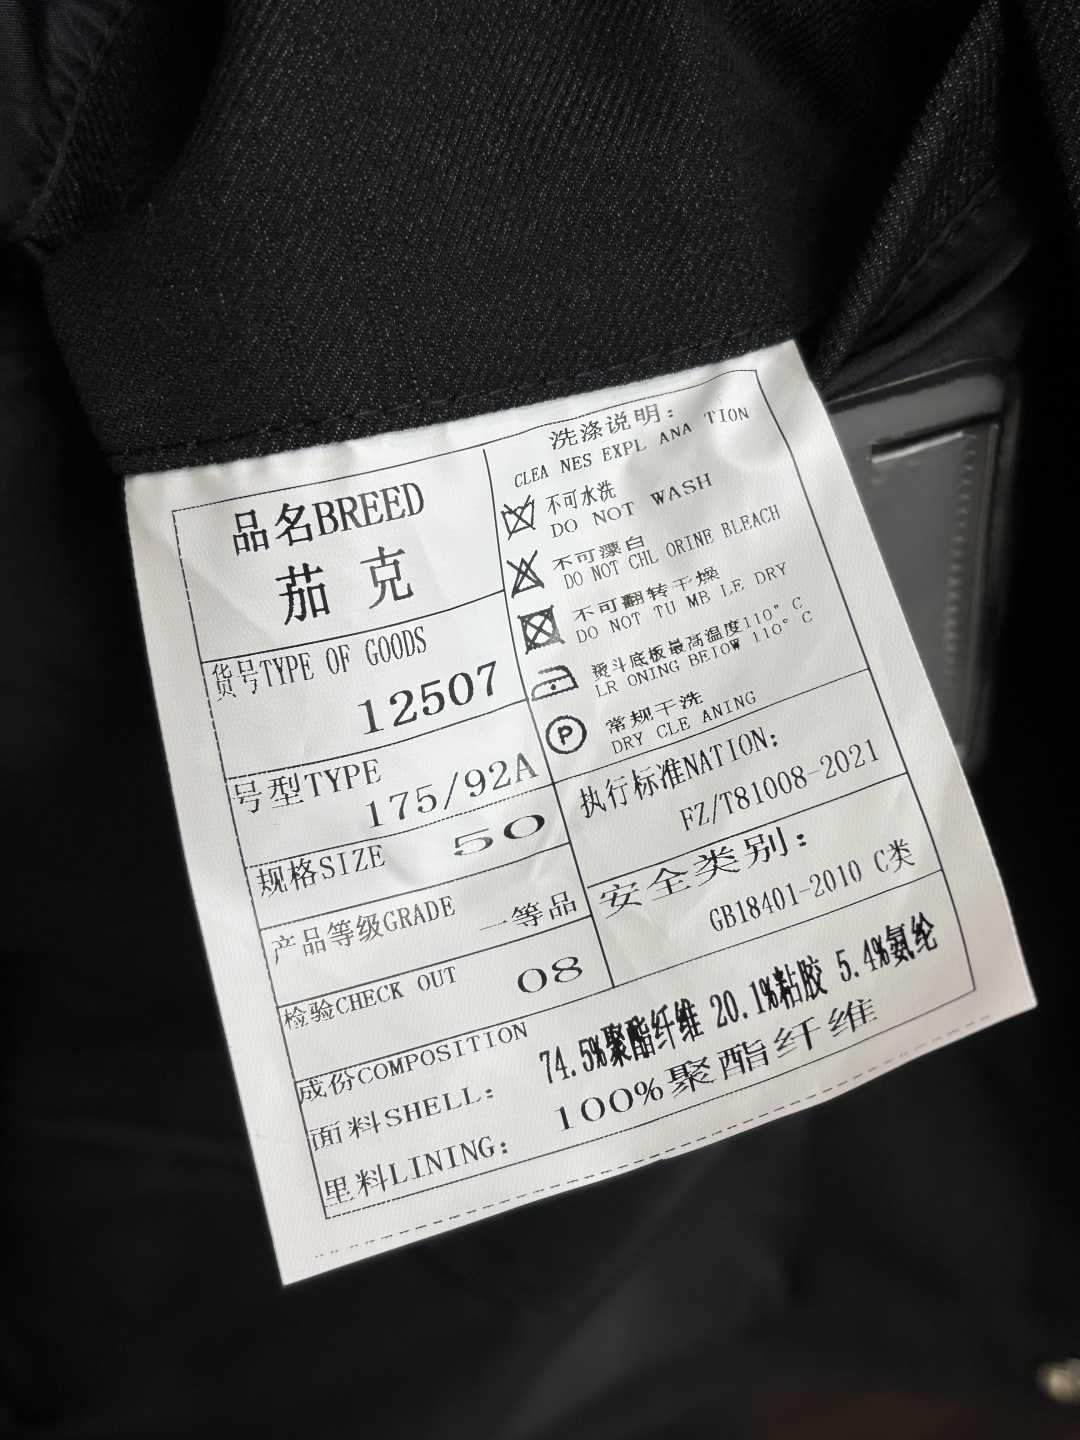 品名BREED
茄克
货号TYPE OF GOODS
12507
号型TYPE
175/92A
规格SIZE 50
产品等级GRADE 一等品
检验CHECK OUT 08
洗涤说明:
CLEA NES EXPL ANA TION
不可水洗
DO NOT WASH
不可漂白
DO NOT CHL ORINE BLEACH
不可翻转干燥
DO NOT TU MB LE DRY
熨斗底板最高温度110°C
LR ONING BEIOW 110°C
P
常规干洗
DRY CLE ANING
执行标准NATION:
FZ/T81008-2021
安全类别:
GB18401-2010 C类
成份COMPOSITION
面料SHELL: 74.5%聚酯纤维 20.1%粘胶 5.4%氨纶
里料LINING: 100%聚酯纤维